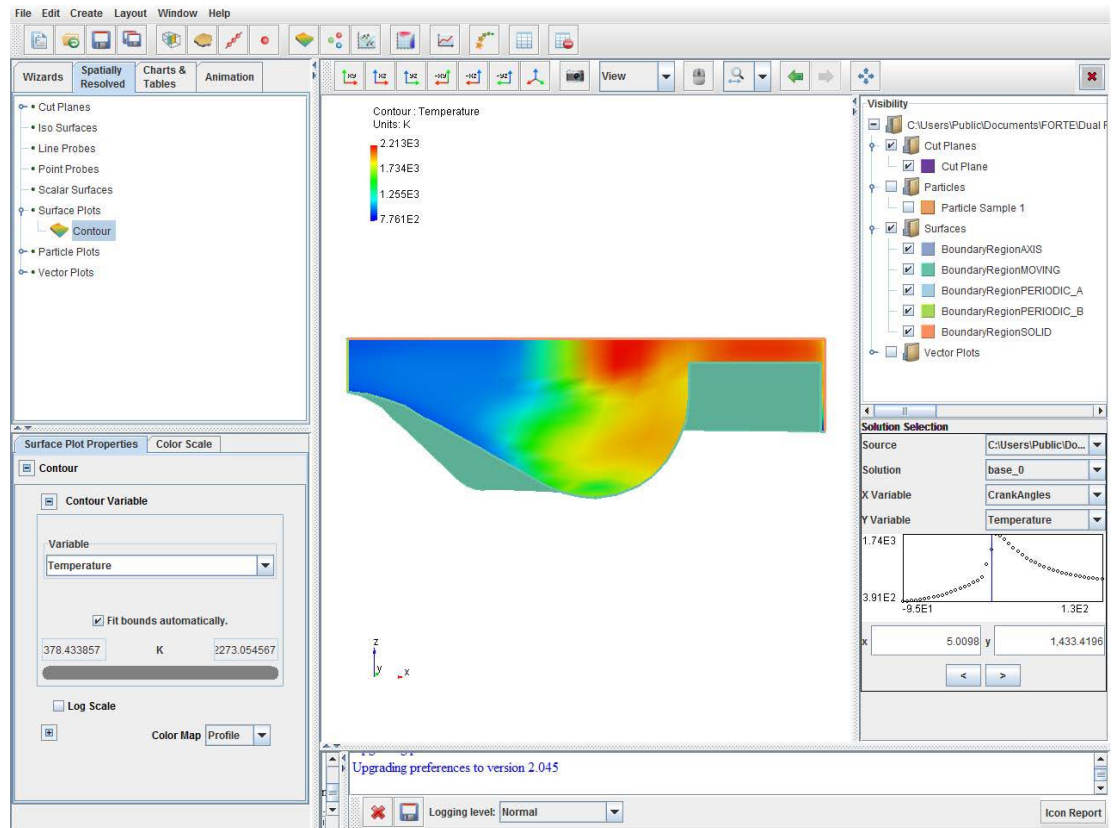 File Edit Create Layout Window Help
Wizards
Spatially Resolved
Charts & Tables
Animation
Cut Planes
Iso Surfaces
Line Probes
Point Probes
Scalar Surfaces
Surface Plots
Contour
Particle Plots
Vector Plots
Surface Plot Properties
Color Scale
Contour
Contour Variable
Variable
Temperature
Fit bounds automatically.
378.433857 K 2273.054567
Log Scale
Color Map Profile
XY XZ YZ -XY -XZ -YZ
View
Contour : Temperature
Units: K
2.213E3
1.734E3
1.255E3
7.761E2
z
y
x
Upgrading preferences to version 2.045
Logging level: Normal
Icon Report
Visibility
C:\Users\Public\Documents\FORTE\Dual
Cut Planes
Cut Plane
Particles
Particle Sample 1
Surfaces
BoundaryRegionAXIS
BoundaryRegionMOVING
BoundaryRegionPERIODIC_A
BoundaryRegionPERIODIC_B
BoundaryRegionSOLID
Vector Plots
Solution Selection
Source C:\Users\Public\Do...
Solution base_0
X Variable CrankAngles
Y Variable Temperature
1.74E3
3.91E2
-9.5E1 1.3E2
x 5.0098 y 1,433.4196
< >